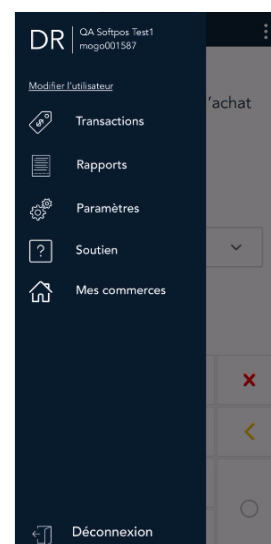 DR
QA Softpos Test1
mogo001587
Modifier l'utilisateur
'achat
Transactions
Rapports
Paramètres
Soutien
Mes commerces
Déconnexion